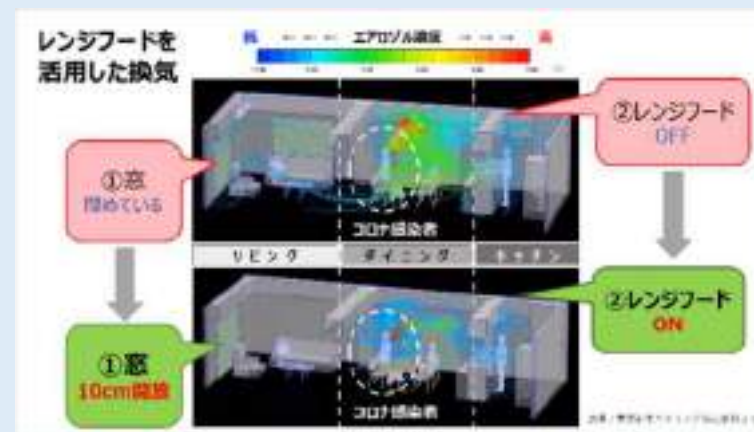 レンジフードを
活用した換気
低
エアロゾル濃度
高
①窓
閉めている
②レンジフード
OFF
コロナ感染者
リビング
ダイニング
キッチン
①窓
10cm開放
②レンジフード
ON
コロナ感染者